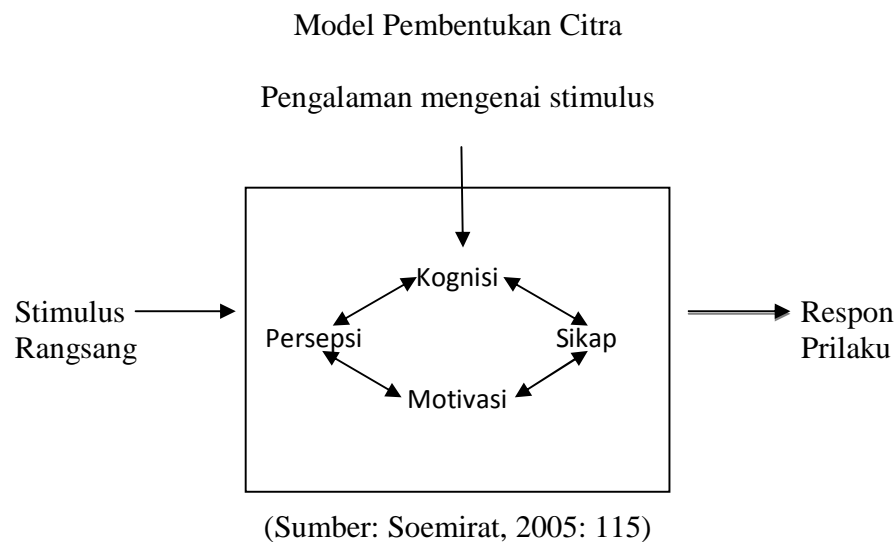 Model Pembentukan Citra
Pengalaman mengenai stimulus
Kognisi
Stimulus
Rangsang
Persepsi
Sikap
Respon
Prilaku
Motivasi
(Sumber: Soemirat, 2005: 115)